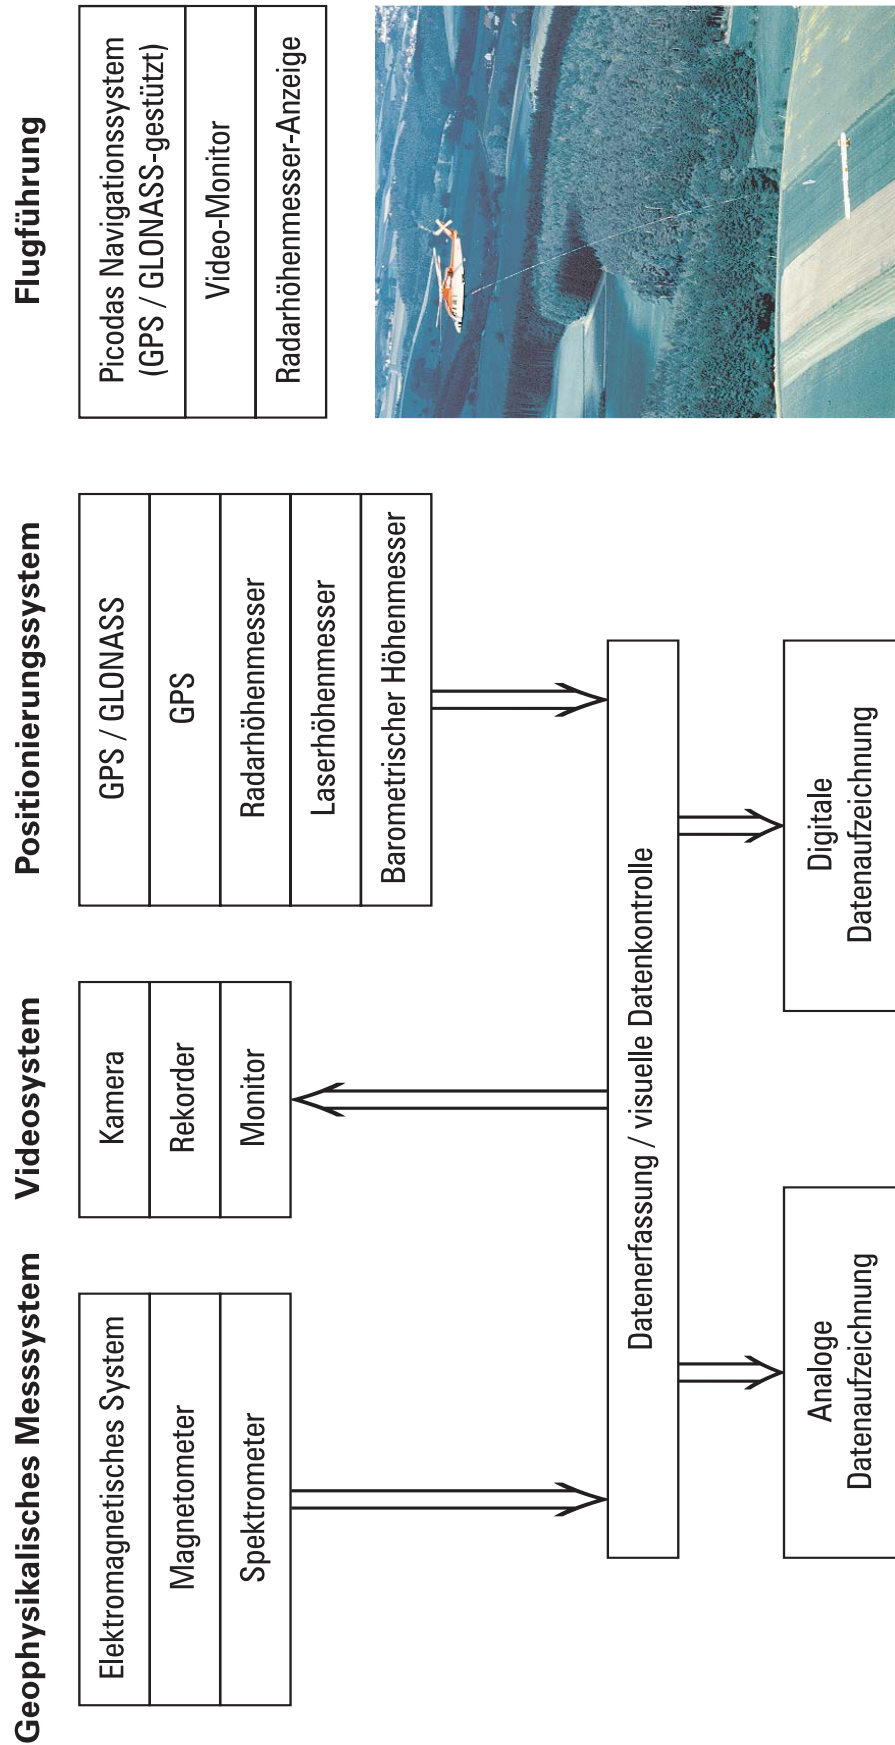 Geophysikalisches Messsystem
Elektromagnetisches System
Magnetometer
Spektrometer
Videosystem
Kamera
Rekorder
Monitor
Positionierungssystem
GPS / GLONASS
GPS
Radarhöhenmesser
Laserhöhenmesser
Barometrischer Höhenmesser
Flugführung
Picodas Navigationssystem
(GPS / GLONASS-gestützt)
Video-Monitor
Radarhöhenmesser-Anzeige
Datenerfassung / visuelle Datenkontrolle
Analoge
Datenaufzeichnung
Digitale
Datenaufzeichnung